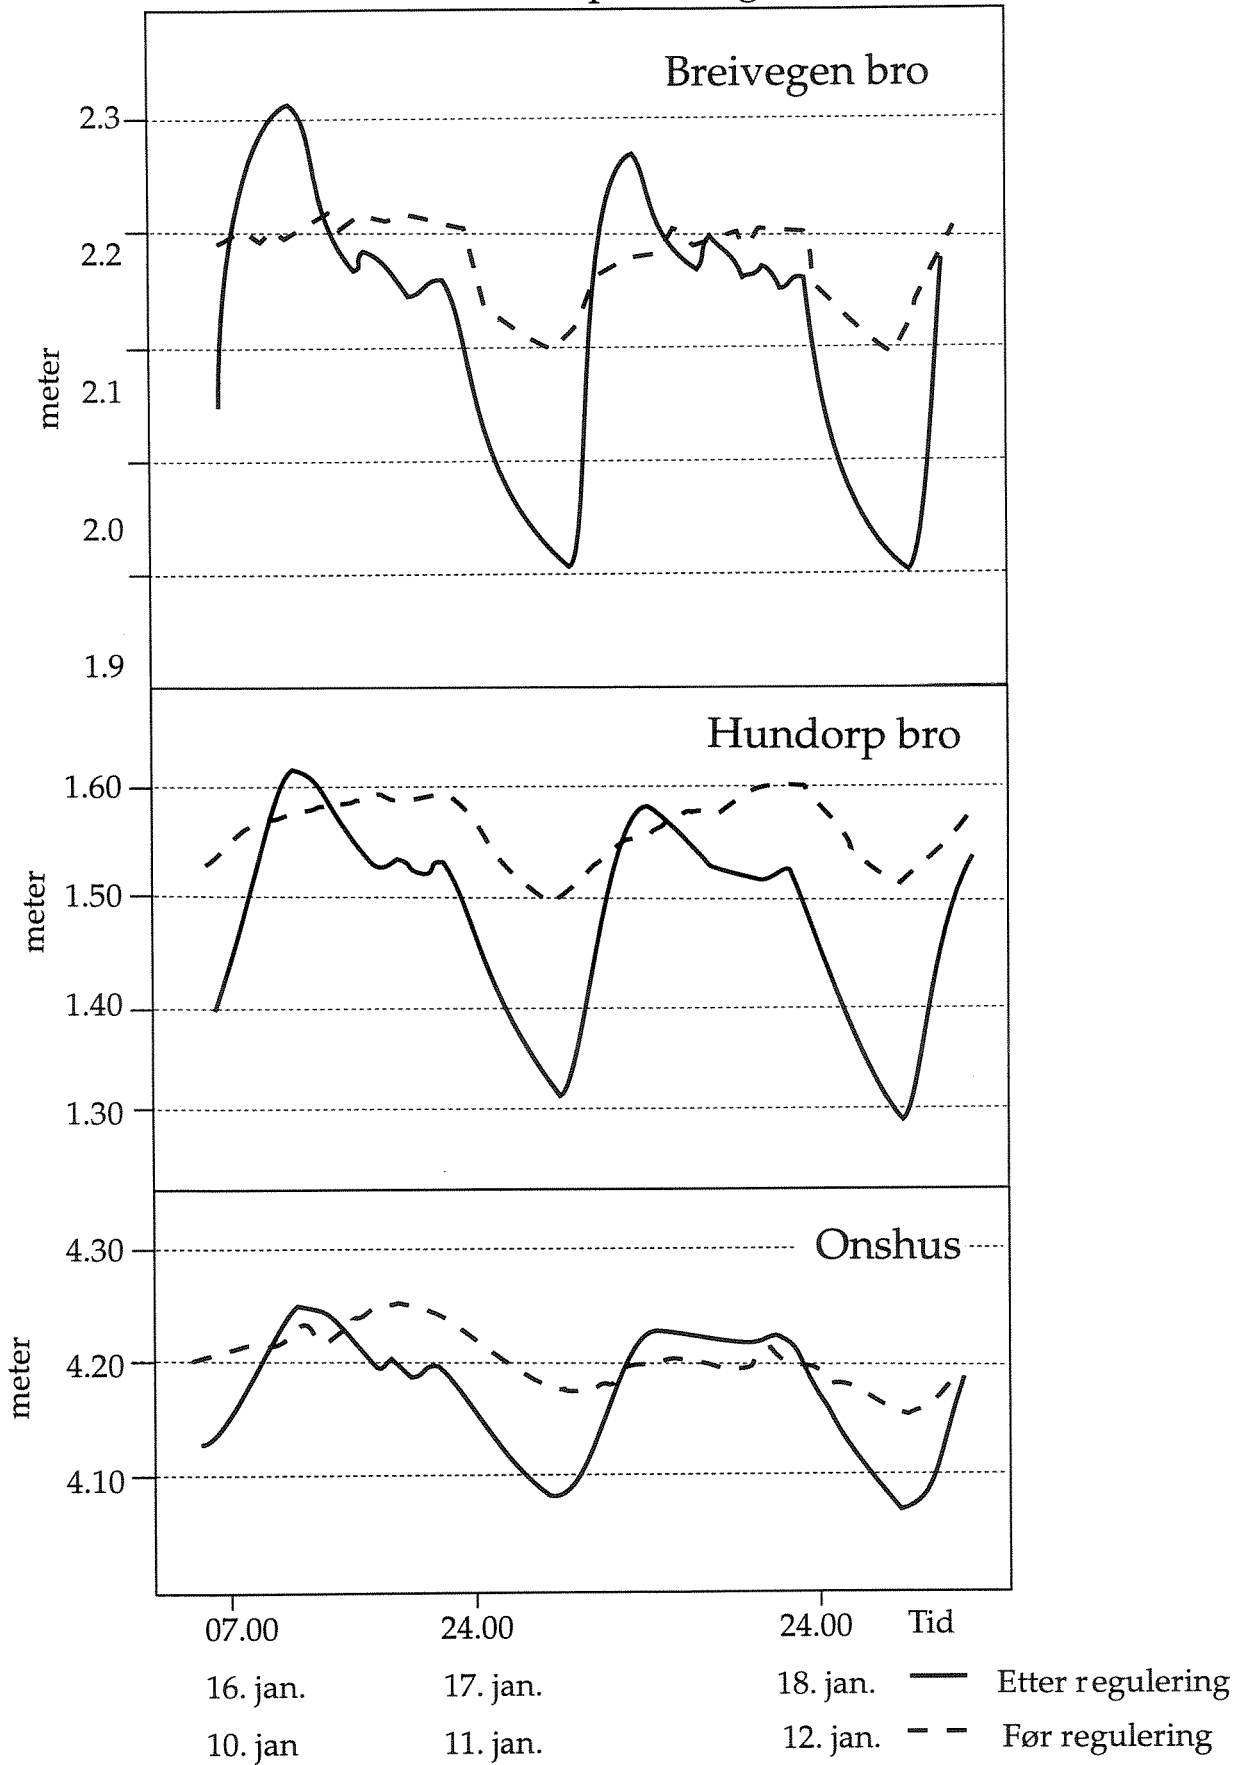 Breivegen bro
2.3
2.2
2.1
2.0
1.9
meter
Hundorp bro
1.60
1.50
1.40
1.30
meter
Onshus
4.30
4.20
4.10
meter
07.00 24.00 24.00 Tid
16. jan. 17. jan. 18. jan. Etter regulering
10. jan 11. jan. 12. jan. Før regulering